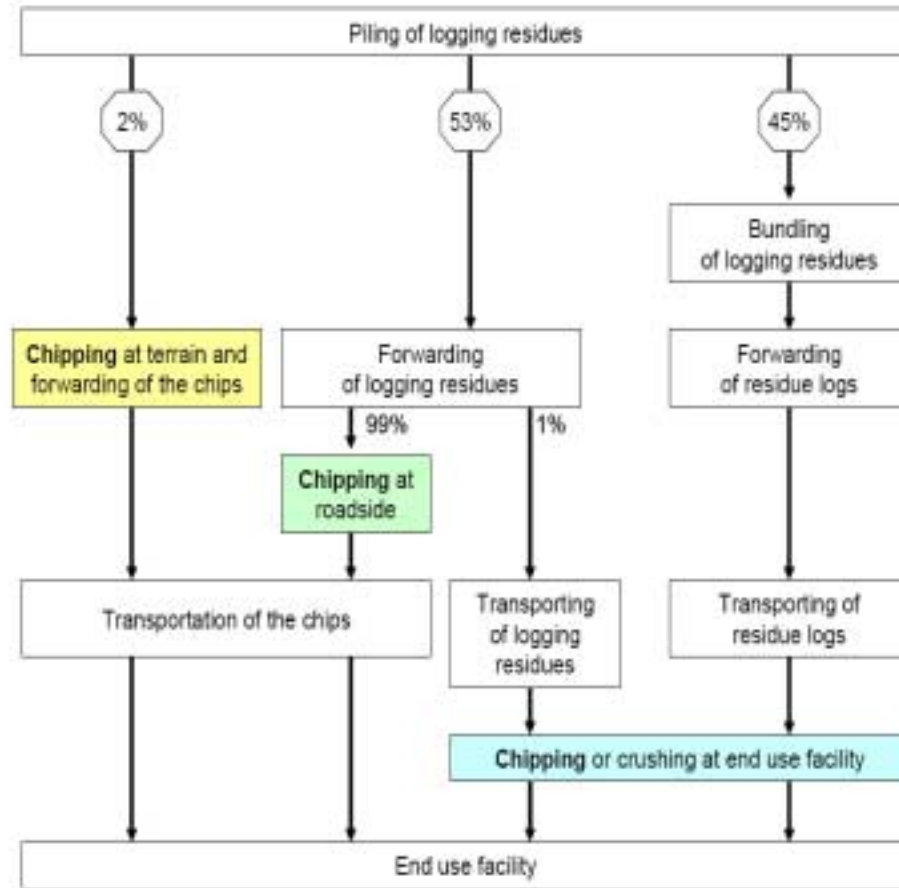 Piling of logging residues
2%
53%
45%
Bundling
of logging residues
Chipping at terrain and
forwarding of the chips
Forwarding
of logging residues
Forwarding
of residue logs
99%
1%
Chipping at
roadside
Transportation of the chips
Transporting
of logging
residues
Transporting of
residue logs
Chipping or crushing at end use facility
End use facility